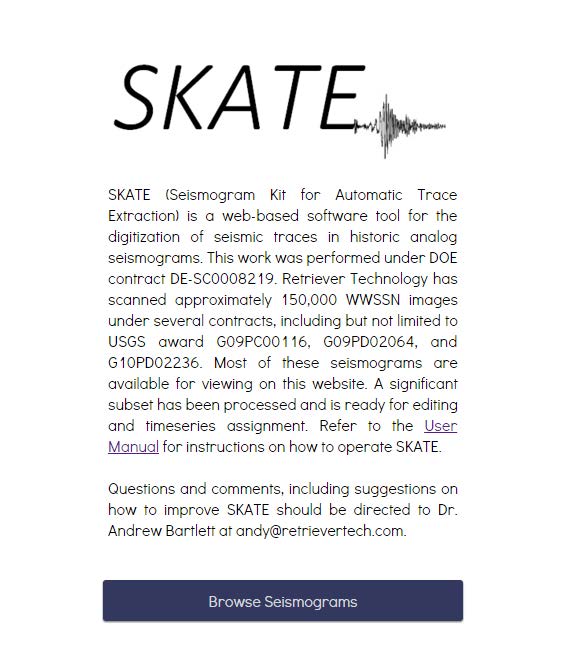 SKATE
SKATE (Seismogram Kit for Automatic Trace
Extraction) is a web-based software tool for the
digitization of seismic traces in historic analog
seismograms. This work was performed under DOE
contract DE-SC0008219. Retriever Technology has
scanned approximately 150,000 WWSSN images
under several contracts, including but not limited to
USGS award G09PC00116, G09PD02064, and
G10PD02236. Most of these seismograms are
available for viewing on this website. A significant
subset has been processed and is ready for editing
and timeseries assignment. Refer to the User
Manual for instructions on how to operate SKATE.
Questions and comments, including suggestions on
how to improve SKATE should be directed to Dr.
Andrew Bartlett at andy@retrievertech.com.
Browse Seismograms